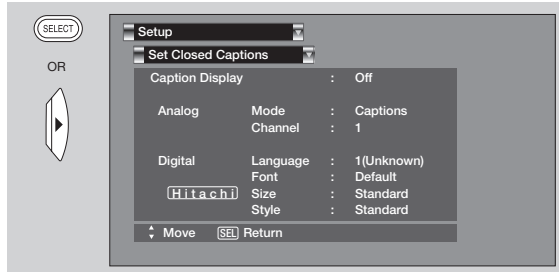 SELECT
OR
Setup
Set Closed Captions
Caption Display : Off
Analog Mode : Captions
Channel : 1
Digital Language : 1(Unknown)
Font : Default
Hitachi Size : Standard
Style : Standard
Move SEL Return